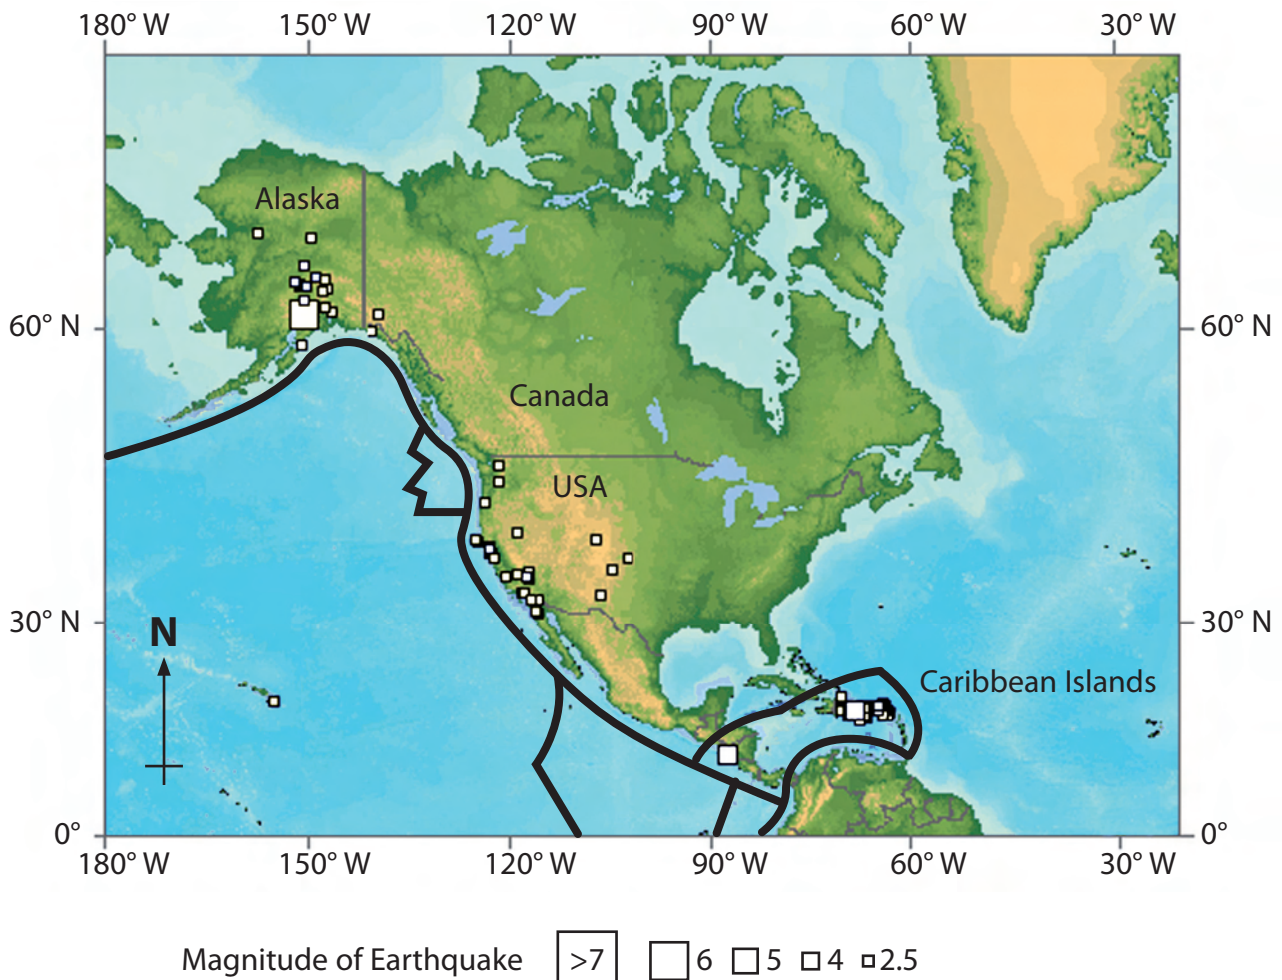 180° W 150° W 120° W 90° W 60° W 30° W
Alaska
60° N 60° N
Canada
USA
30° N 30° N
N
Caribbean Islands
0° 0°
180° W 150° W 120° W 90° W 60° W 30° W
Magnitude of Earthquake >7 6 5 4 2.5